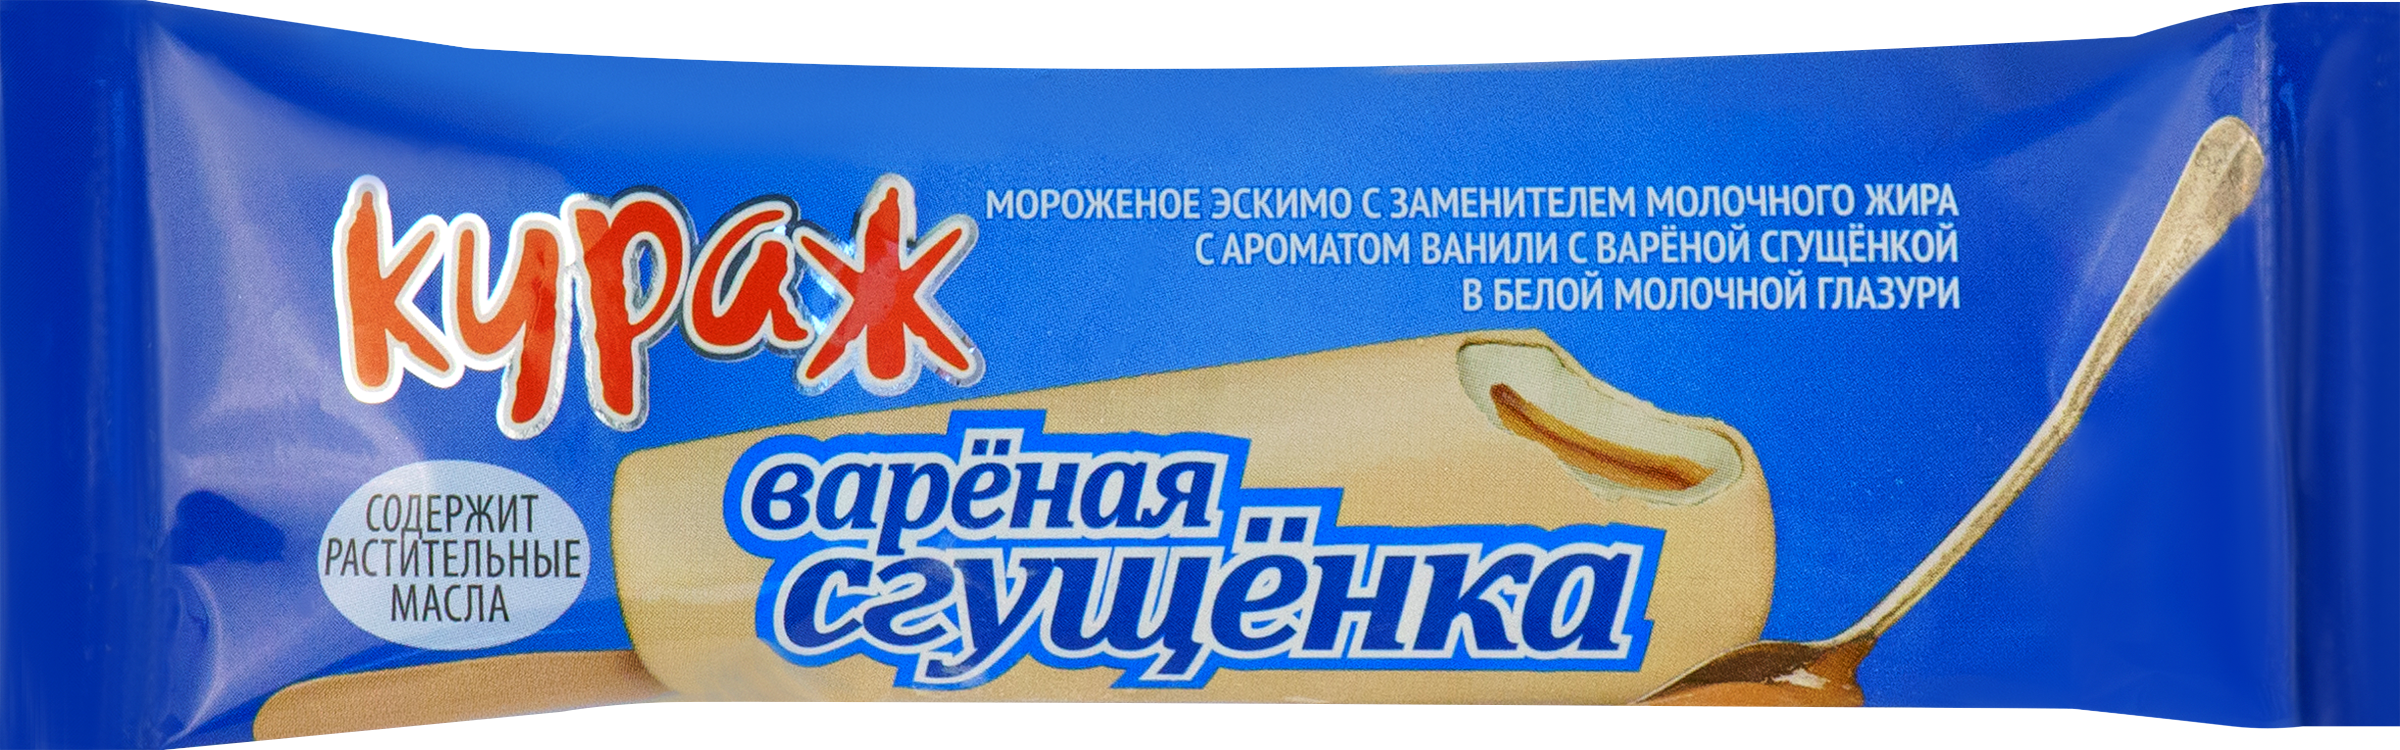 кураж
МОРОЖЕНОЕ ЭСКИМО С ЗАМЕНИТЕЛЕМ МОЛОЧНОГО ЖИРА
С АРОМАТОМ ВАНИЛИ С ВАРЁНОЙ СГУЩЁНКОЙ
В БЕЛОЙ МОЛОЧНОЙ ГЛАЗУРИ
варёная
сгущёнка
СОДЕРЖИТ
РАСТИТЕЛЬНЫЕ
МАСЛА